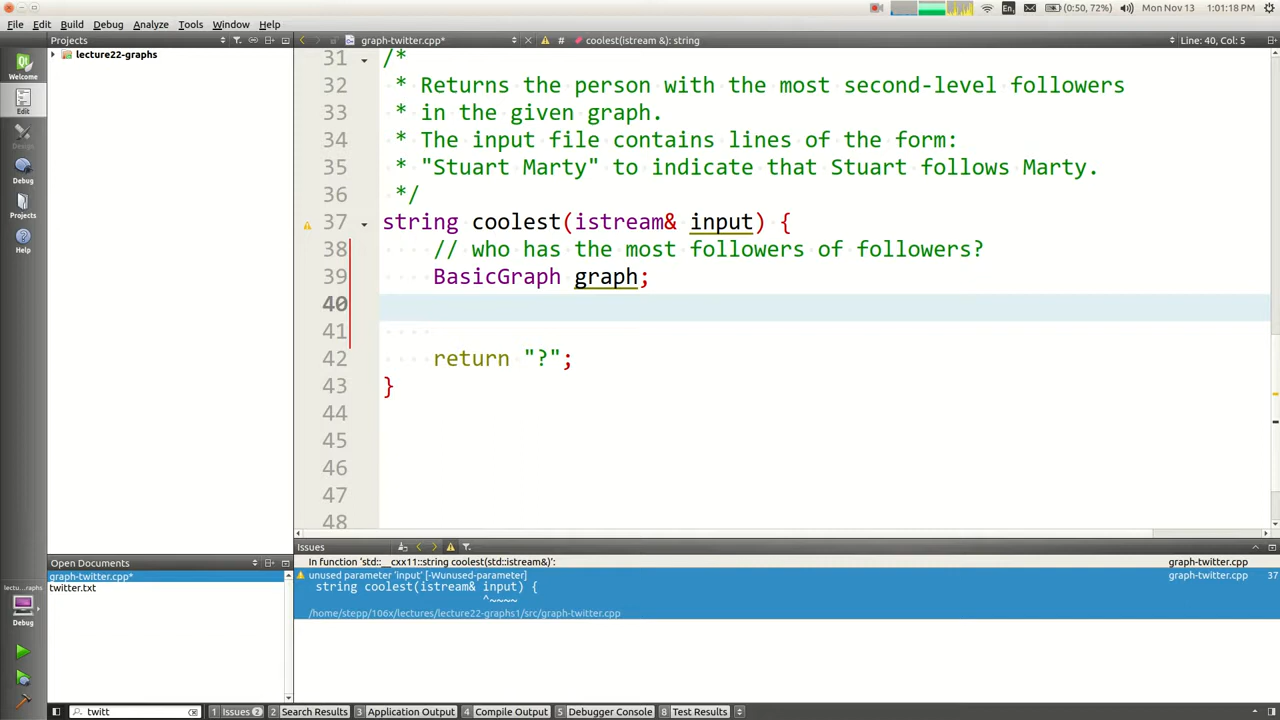 En
(0:50, 72%)
Mon Nov 13
1:01:18 PM
File Edit Build Debug Analyze Tools Window Help
Projects
graph-twitter.cpp*
# coolest(istream &): string
Line: 40, Col: 5
Welcome
Edit
Design
Debug
Projects
Help
lecture22-graphs
31 /*
32 * Returns the person with the most second-level followers
33 * in the given graph.
34 * The input file contains lines of the form:
35 * "Stuart Marty" to indicate that Stuart follows Marty.
36 */
37 string coolest(istream& input) {
38 // who has the most followers of followers?
39 BasicGraph graph;
40
41
42 return "?";
43 }
44
45
46
47
48
Open Documents
graph-twitter.cpp*
twitter.txt
lectu...raphs
Debug
Issues
In function 'std::__cxx11::string coolest(std::istream&)':
graph-twitter.cpp
unused parameter 'input' [-Wunused-parameter]
graph-twitter.cpp 37
string coolest(istream& input) {
^~~~~
/home/stepp/106x/lectures/lecture22-graphs1/src/graph-twitter.cpp
twitt
1 Issues 2
2 Search Results
3 Application Output
4 Compile Output
5 Debugger Console
8 Test Results